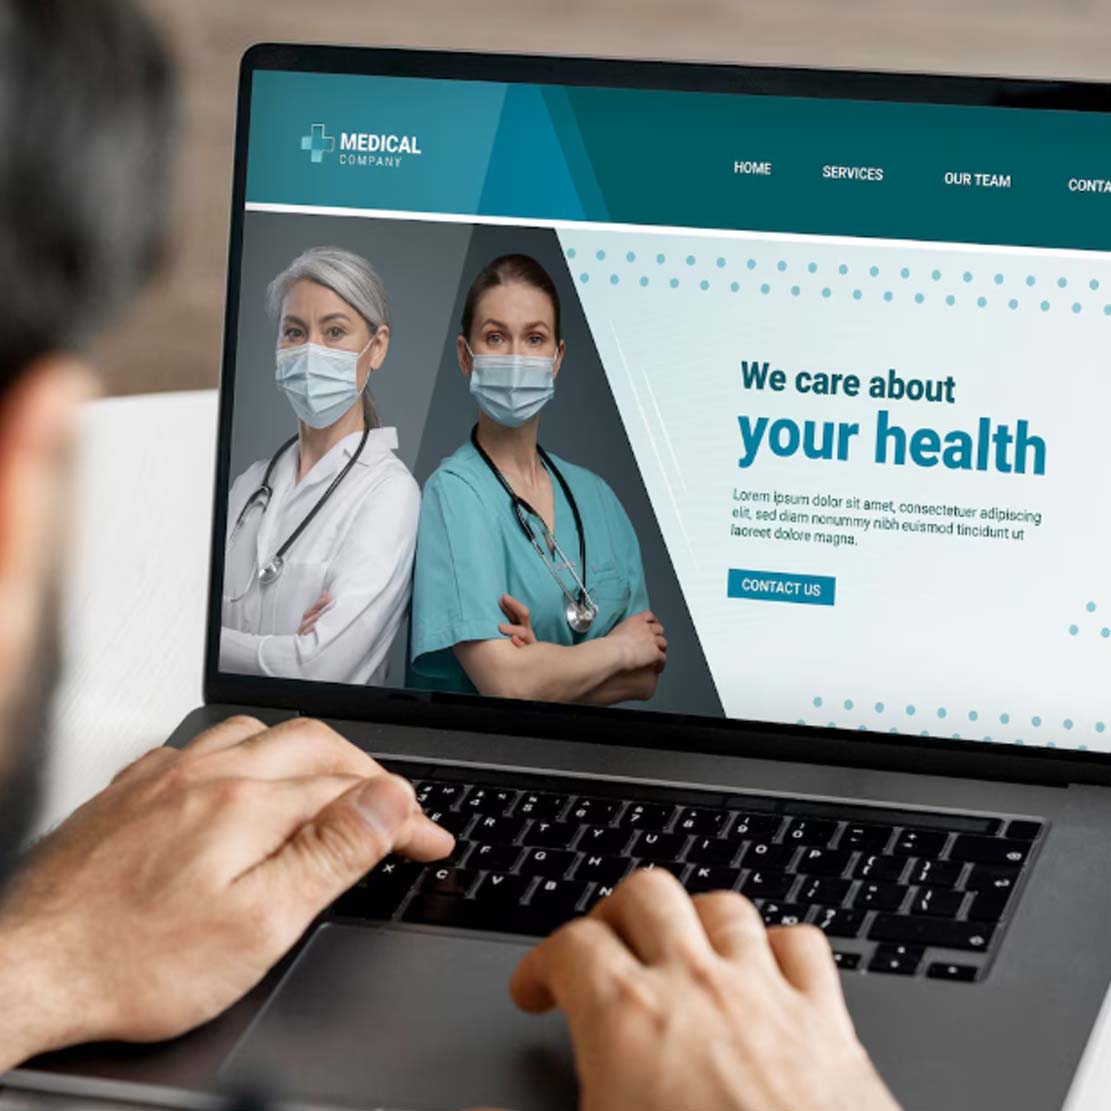 MEDICAL
COMPANY
HOME
SERVICES
OUR TEAM
We care about
your health
Lorem ipsum dolor sit amet, consectetuer adipiscing
elit, sed diam nonummy nibh euismod tincidunt ut
laoreet dolore magna.
CONTACT US
R T Y U I O P
F G H K L
X C V B N